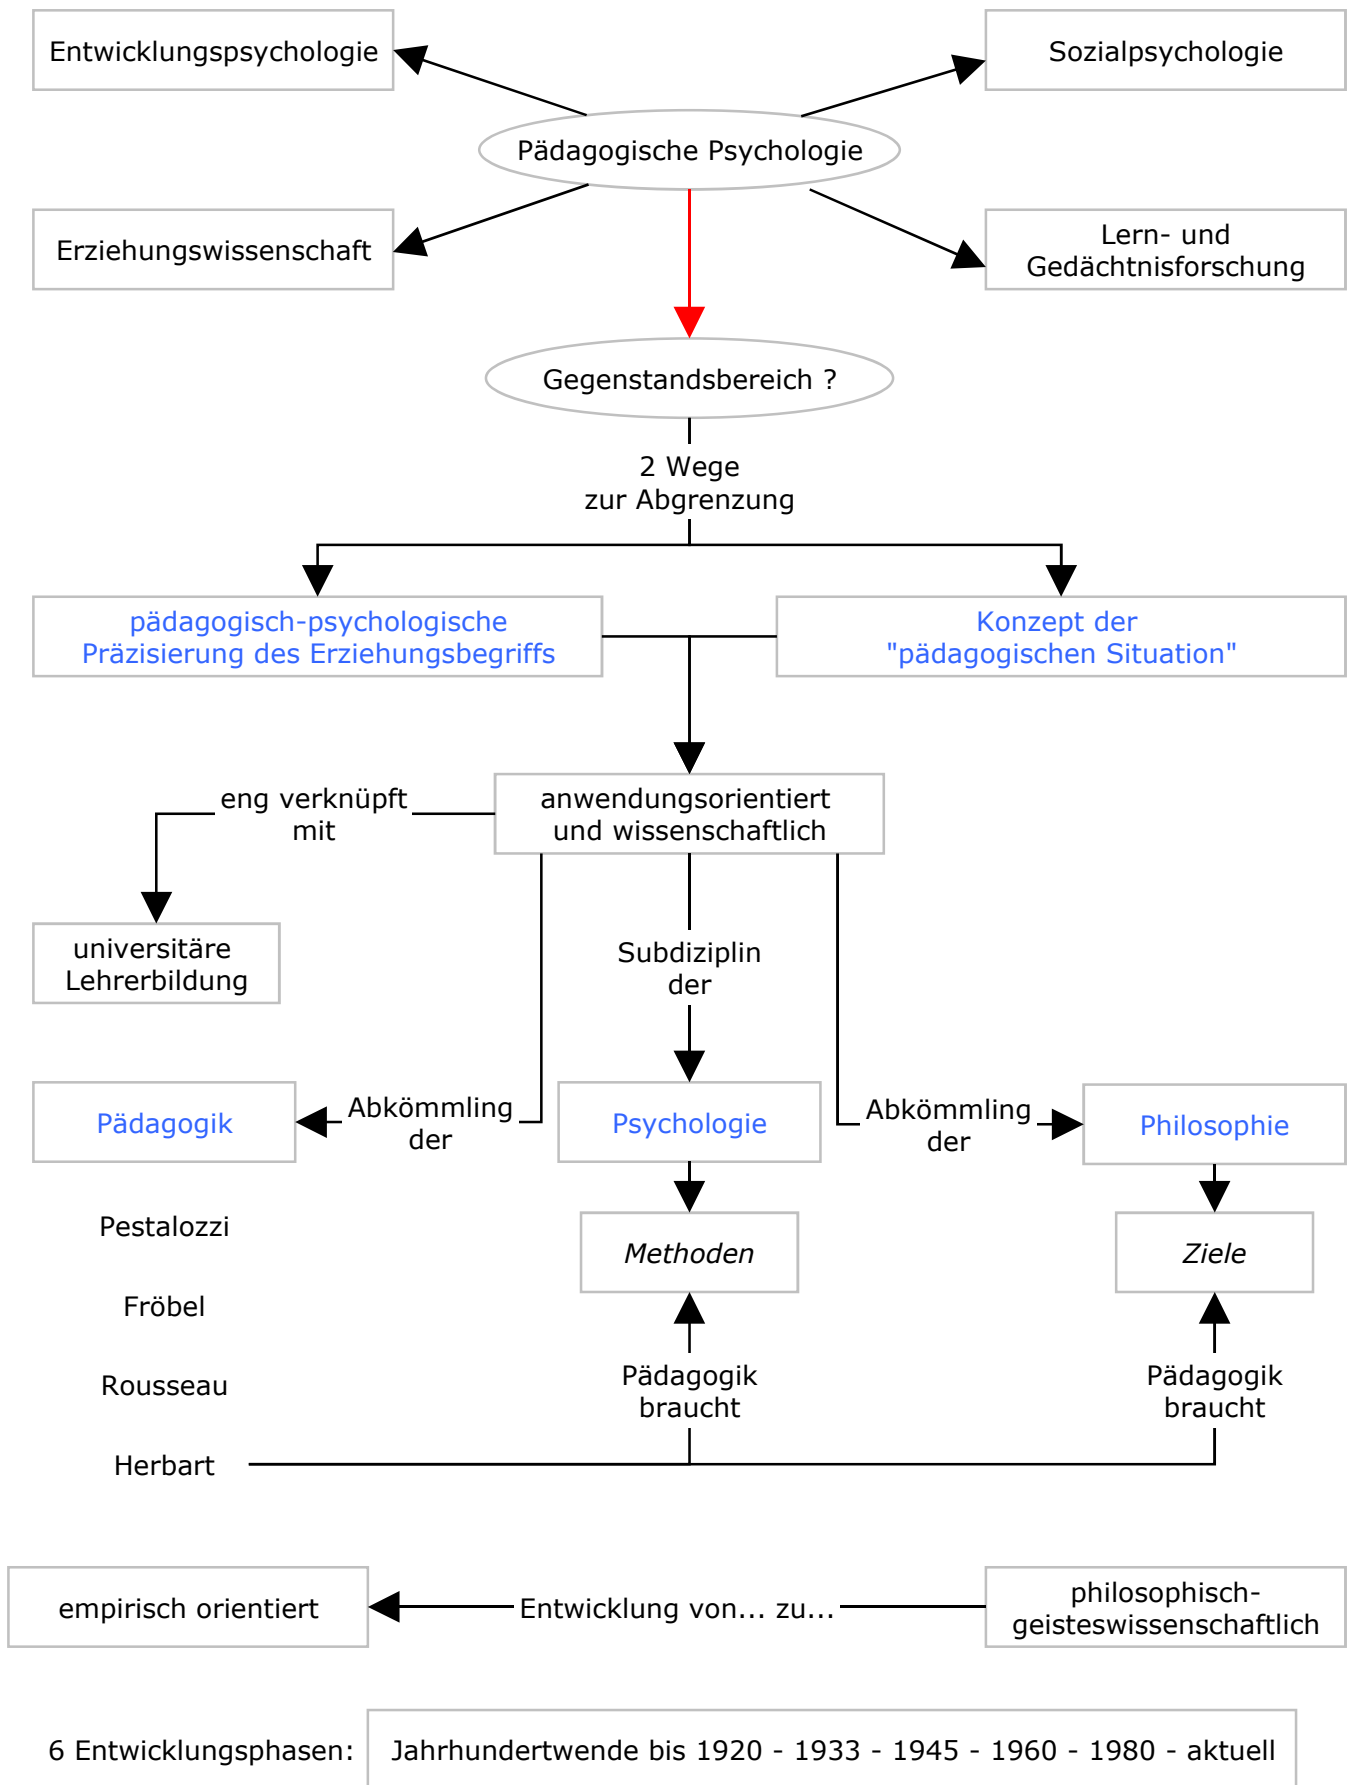 Entwicklungspsychologie
Sozialpsychologie
Pädagogische Psychologie
Erziehungswissenschaft
Lern- und
Gedächtnisforschung
Gegenstandsbereich ?
2 Wege
zur Abgrenzung
pädagogisch-psychologische
Präzisierung des Erziehungsbegriffs
Konzept der
"pädagogischen Situation"
eng verknüpft
mit
anwendungsorientiert
und wissenschaftlich
universitäre
Lehrerbildung
Subdiziplin
der
Pädagogik
Abkömmling
der
Psychologie
Abkömmling
der
Philosophie
Pestalozzi
Methoden
Ziele
Fröbel
Rousseau
Pädagogik
braucht
Pädagogik
braucht
Herbart
empirisch orientiert
Entwicklung von... zu...
philosophisch-
geisteswissenschaftlich
6 Entwicklungsphasen:
Jahrhundertwende bis 1920 - 1933 - 1945 - 1960 - 1980 - aktuell